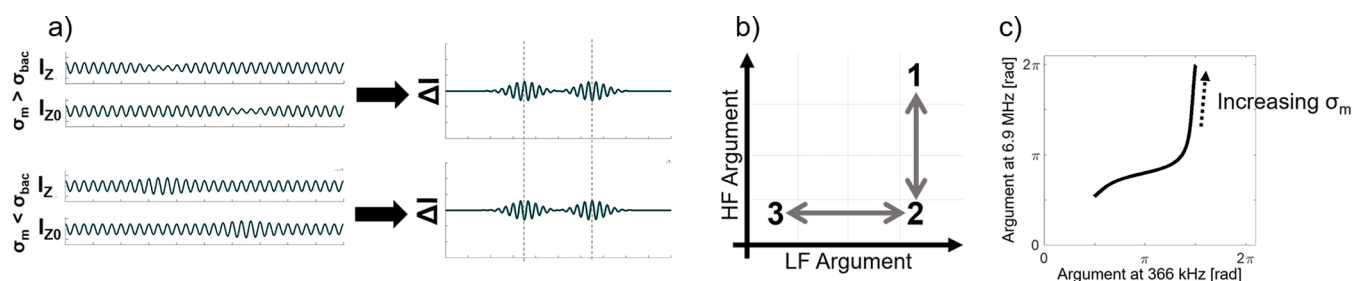 a)
σm > σbac
IZ
IZ0
ΔI
σm < σbac
IZ
IZ0
ΔI
b)
HF Argument
1
3
2
LF Argument
c)
Argument at 6.9 MHz [rad]
2π
π
0
0
π
2π
Argument at 366 kHz [rad]
Increasing σm